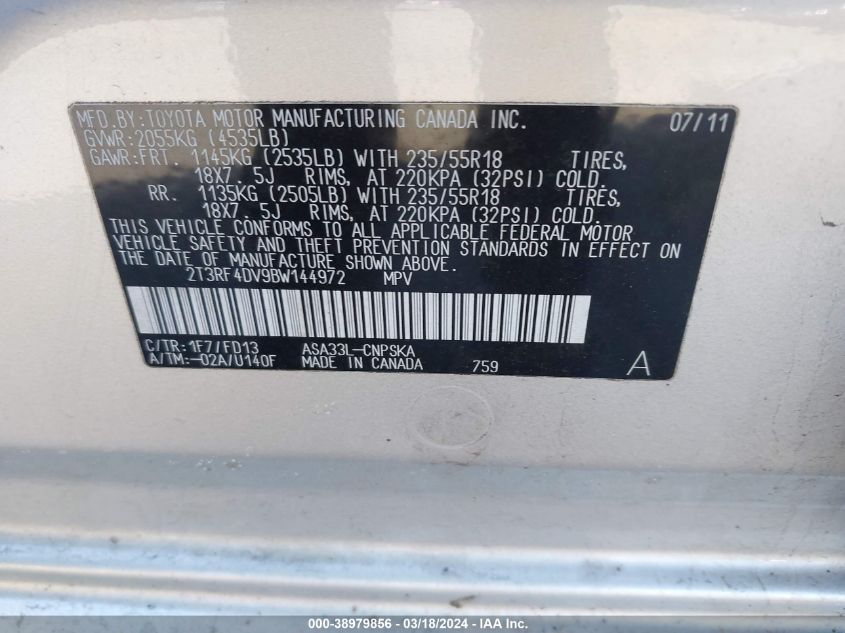 MFD.BY:TOYOTA MOTOR MANUFACTURING CANADA INC. 07/11
GVWR:2055KG (4535LB)
GAWR:FRT. 1145KG (2535LB) WITH 235/55R18 TIRES,
18X7. 5J RIMS, AT 220KPA (32PSI) COLD.
RR. 1135KG (2505LB) WITH 235/55R18 TIRES,
18X7. 5J RIMS, AT 220KPA (32PSI) COLD.
THIS VEHICLE CONFORMS TO ALL APPLICABLE FEDERAL MOTOR
VEHICLE SAFETY AND THEFT PREVENTION STANDARDS IN EFFECT ON
THE DATE OF MANUFACTURE SHOWN ABOVE.
2T3RF4DV9BW144972 MPV
C/TR:1F7/FD13 ASA33L-CNPSKA
A/TM:-02A/U140F MADE IN CANADA 759 A
000-38979856 - 03/18/2024 - IAA Inc.